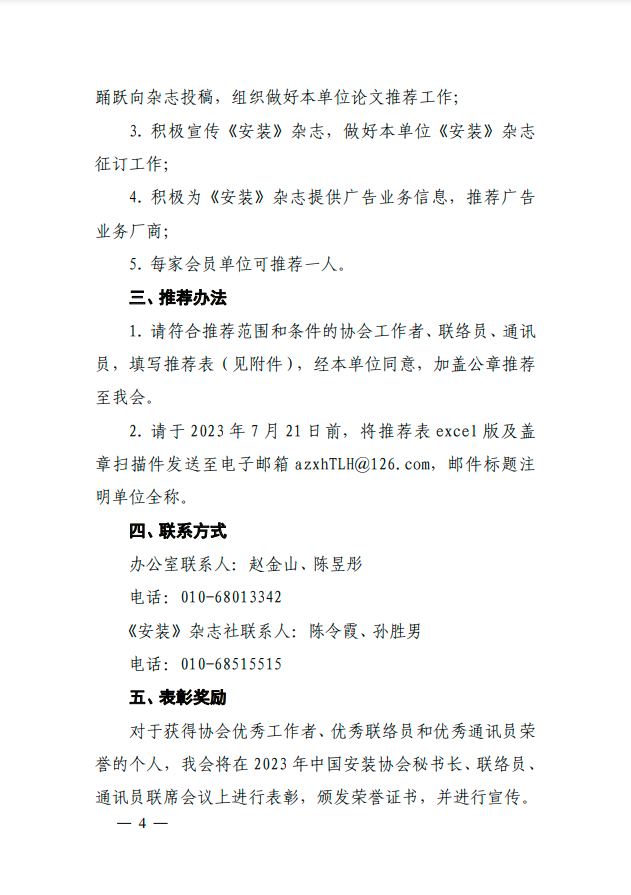 踊跃向杂志投稿，组织做好本单位论文推荐工作；
3. 积极宣传《安装》杂志，做好本单位《安装》杂志
征订工作；
4. 积极为《安装》杂志提供广告业务信息，推荐广告
业务厂商；
5. 每家会员单位可推荐一人。
三、推荐办法
1. 请符合推荐范围和条件的协会工作者、联络员、通讯
员，填写推荐表（见附件），经本单位同意，加盖公章推荐
至我会。
2. 请于 2023 年 7 月 21 日前，将推荐表 excel 版及盖
章扫描件发送至电子邮箱 azxhTLH@126.com，邮件标题注
明单位全称。
四、联系方式
办公室联系人：赵金山、陈昱彤
电话：010-68013342
《安装》杂志社联系人：陈令霞、孙胜男
电话：010-68515515
五、表彰奖励
对于获得协会优秀工作者、优秀联络员和优秀通讯员荣
誉的个人，我会将在 2023 年中国安装协会秘书长、联络员、
通讯员联席会议上进行表彰，颁发荣誉证书，并进行宣传。
— 4 —